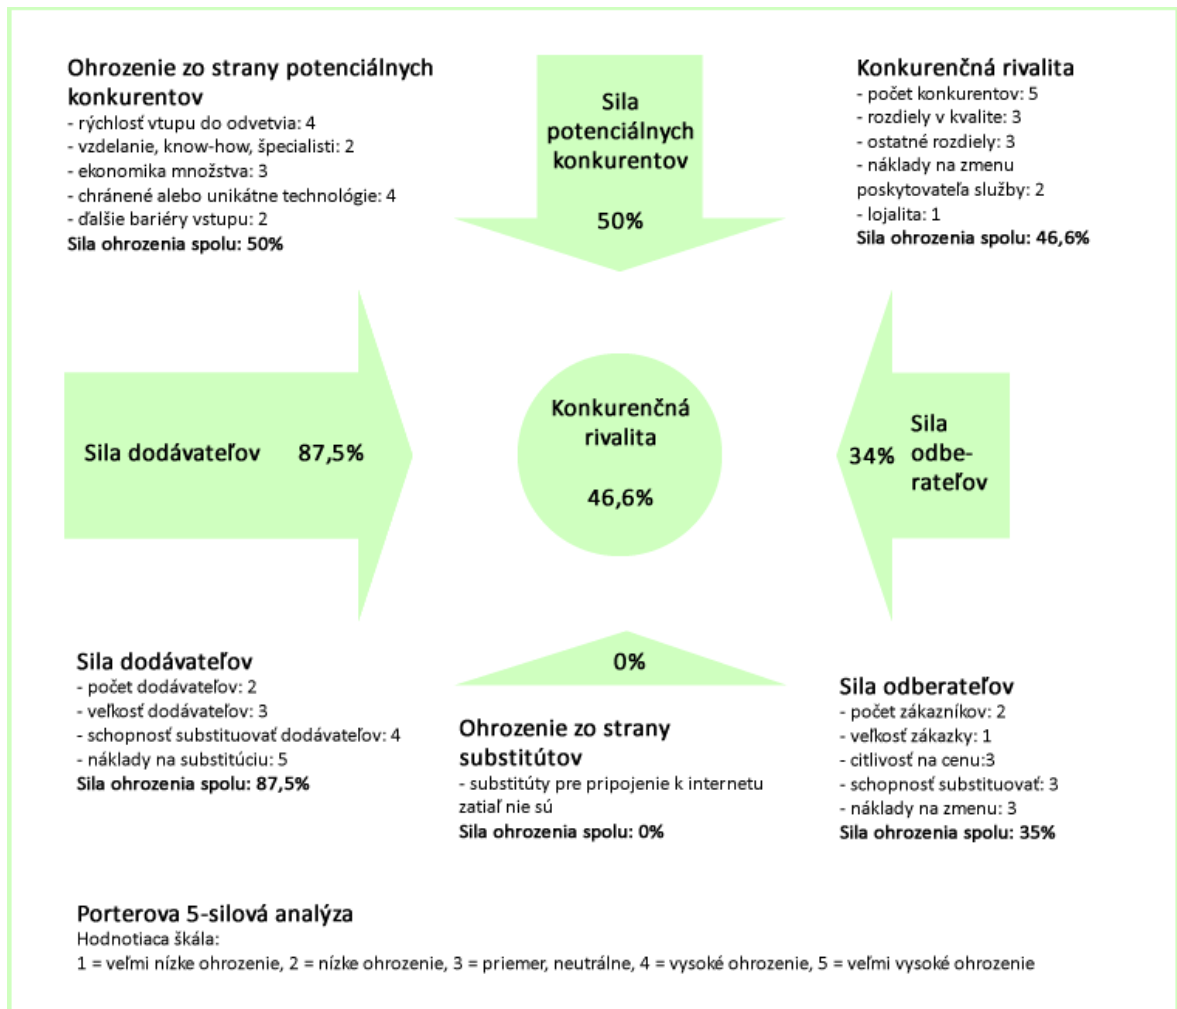 Ohrozenie zo strany potenciálnych
konkurentov
- rýchlosť vtupu do odvetvia: 4
- vzdelanie, know-how, špecialisti: 2
- ekonomika množstva: 3
- chránené alebo unikátne technológie: 4
- ďalšie bariéry vstupu: 2
Sila ohrozenia spolu: 50%
Sila
potenciálnych
konkurentov
50%
Konkurenčná rivalita
- počet konkurentov: 5
- rozdiely v kvalite: 3
- ostatné rozdiely: 3
- náklady na zmenu
poskytovateľa služby: 2
- lojalita: 1
Sila ohrozenia spolu: 46,6%
Sila dodávateľov 87,5%
Konkurenčná
rivalita
46,6%
34%
Sila
odbe-
rateľov
Sila dodávateľov
- počet dodávateľov: 2
- veľkosť dodávateľov: 3
- schopnosť substituovať dodávateľov: 4
- náklady na substitúciu: 5
Sila ohrozenia spolu: 87,5%
0%
Ohrozenie zo strany
substitútov
- substitúty pre pripojenie k internetu
zatiaľ nie sú
Sila ohrozenia spolu: 0%
Sila odberateľov
- počet zákazníkov: 2
- veľkosť zákazky: 1
- citlivosť na cenu:3
- schopnosť substituovať: 3
- náklady na zmenu: 3
Sila ohrozenia spolu: 35%
Porterova 5-silová analýza
Hodnotiaca škála:
1 = veľmi nízke ohrozenie, 2 = nízke ohrozenie, 3 = priemer, neutrálne, 4 = vysoké ohrozenie, 5 = veľmi vysoké ohrozenie